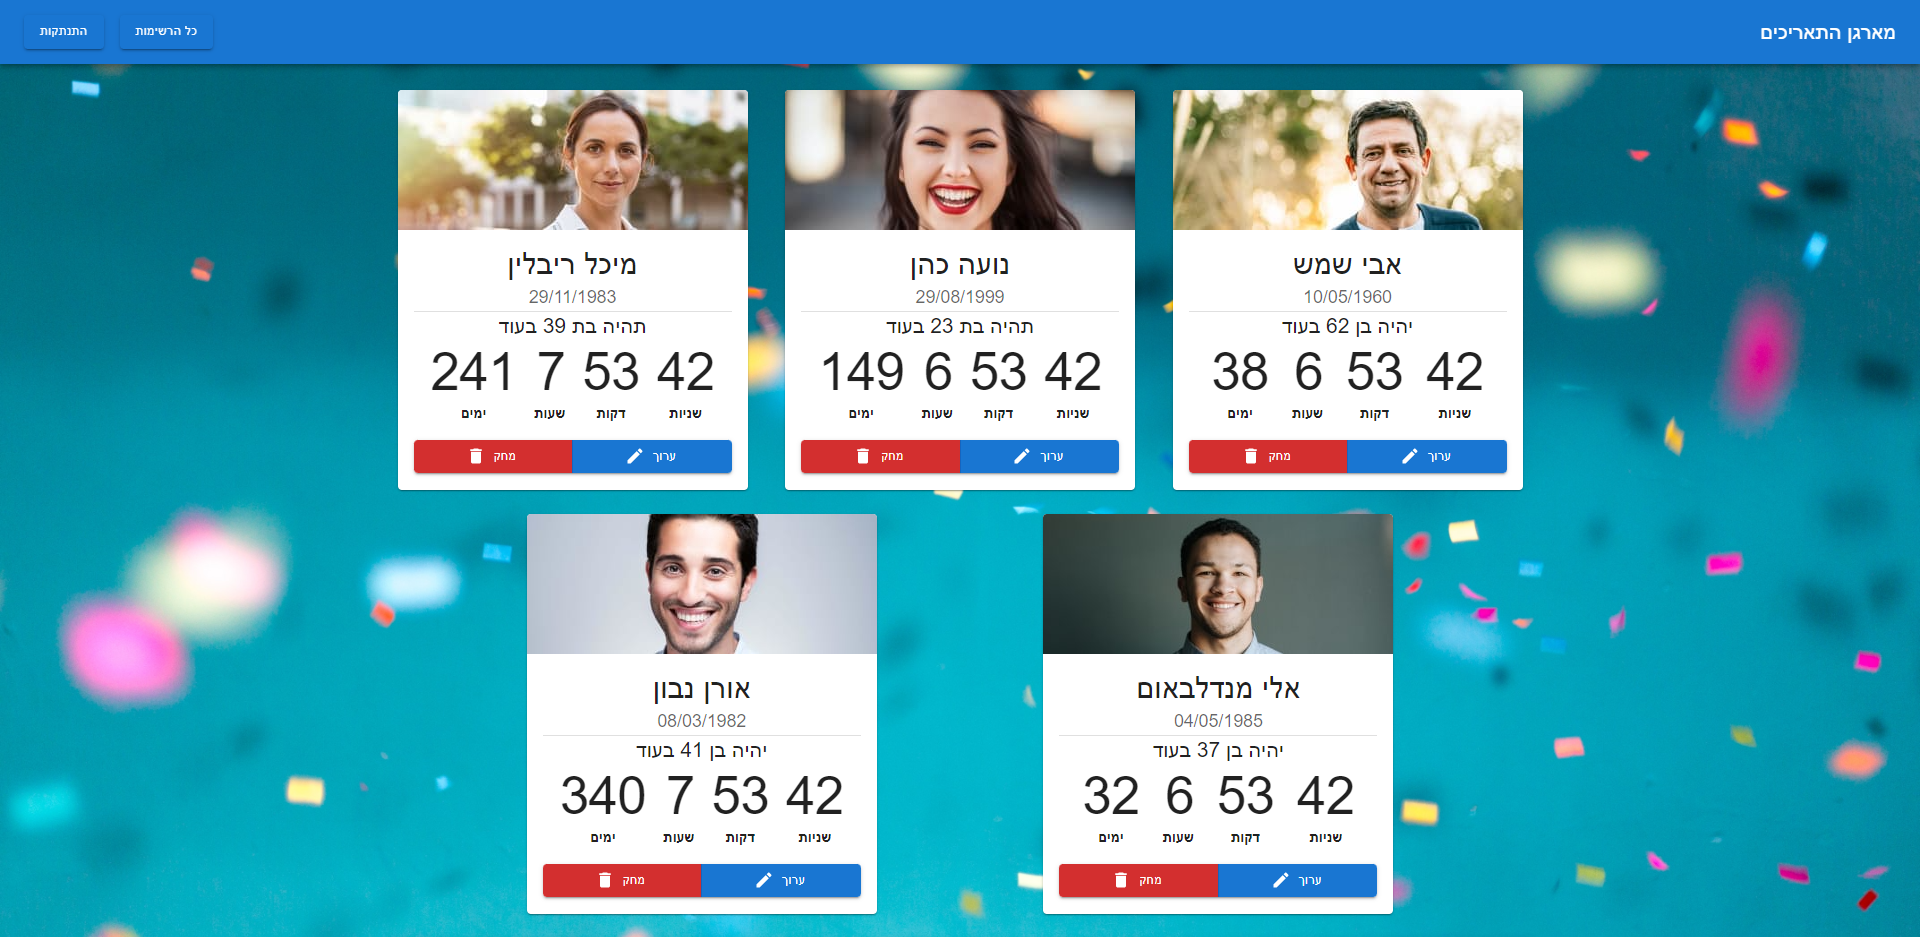 מארגן התאריכים
כל הרשימות
התנתקות
אבי שמש
10/05/1960
יהיה בן 62 בעוד
38 6 53 42
ימים שעות דקות שניות
ערוך
מחק
נועה כהן
29/08/1999
תהיה בת 23 בעוד
149 6 53 42
ימים שעות דקות שניות
ערוך
מחק
מיכל ריבלין
29/11/1983
תהיה בת 39 בעוד
241 7 53 42
ימים שעות דקות שניות
ערוך
מחק
אלי מנדלבאום
04/05/1985
יהיה בן 37 בעוד
32 6 53 42
ימים שעות דקות שניות
ערוך
מחק
אורן נבון
08/03/1982
יהיה בן 41 בעוד
340 7 53 42
ימים שעות דקות שניות
ערוך
מחק